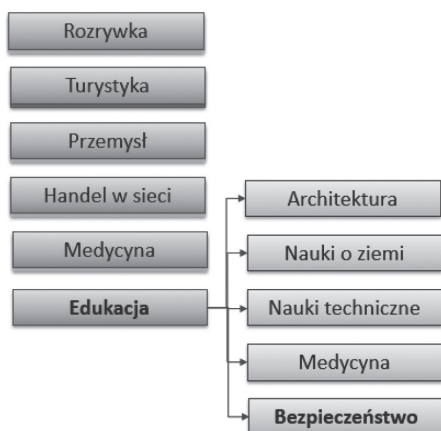 Rozrywka
Turystyka
Przemysł
Handel w sieci
Medycyna
Edukacja
Architektura
Nauki o ziemi
Nauki techniczne
Medycyna
Bezpieczeństwo